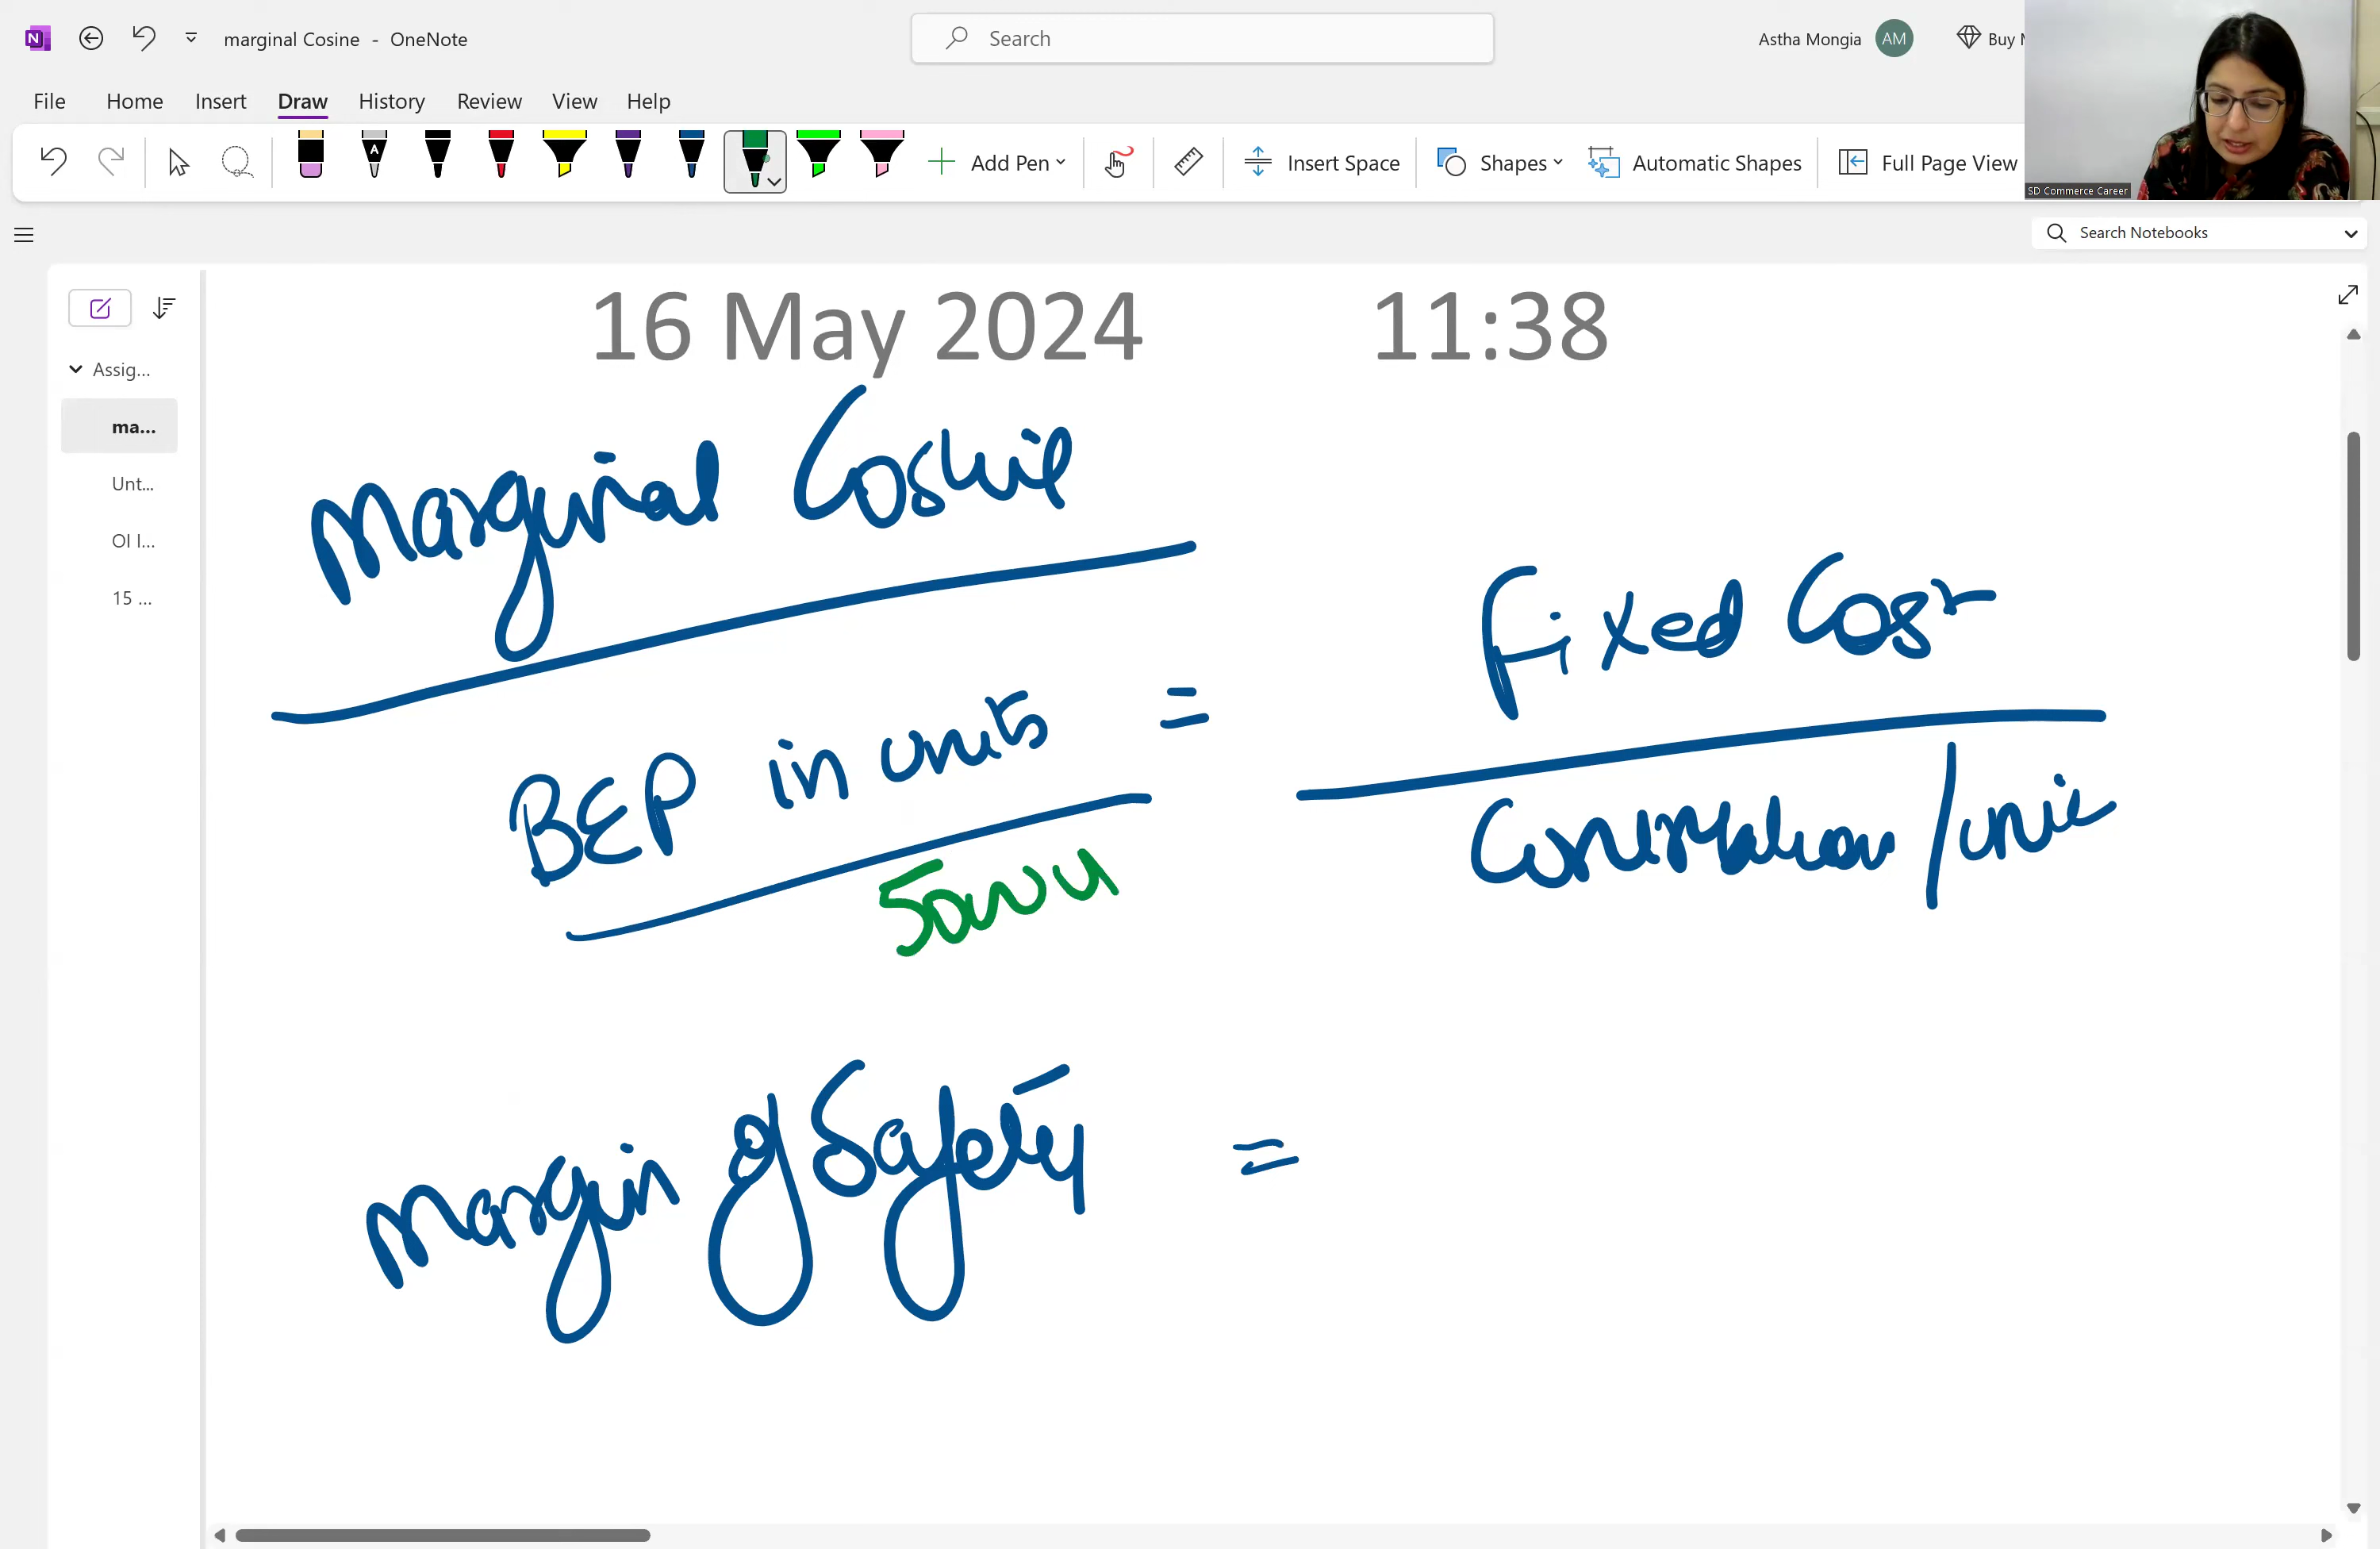 marginal Cosine - OneNote
Search
Astha Mongia AM Buy
File Home Insert Draw History Review View Help
Add Pen Insert Space Shapes Automatic Shapes Full Page View
SD Commerce Career
Search Notebooks
16 May 2024 11:38
Assig...
ma...
Unt...
OI I...
15 ...
Marginal
Fixed Cost
BEP in units =
/unit
Margin of Safety =